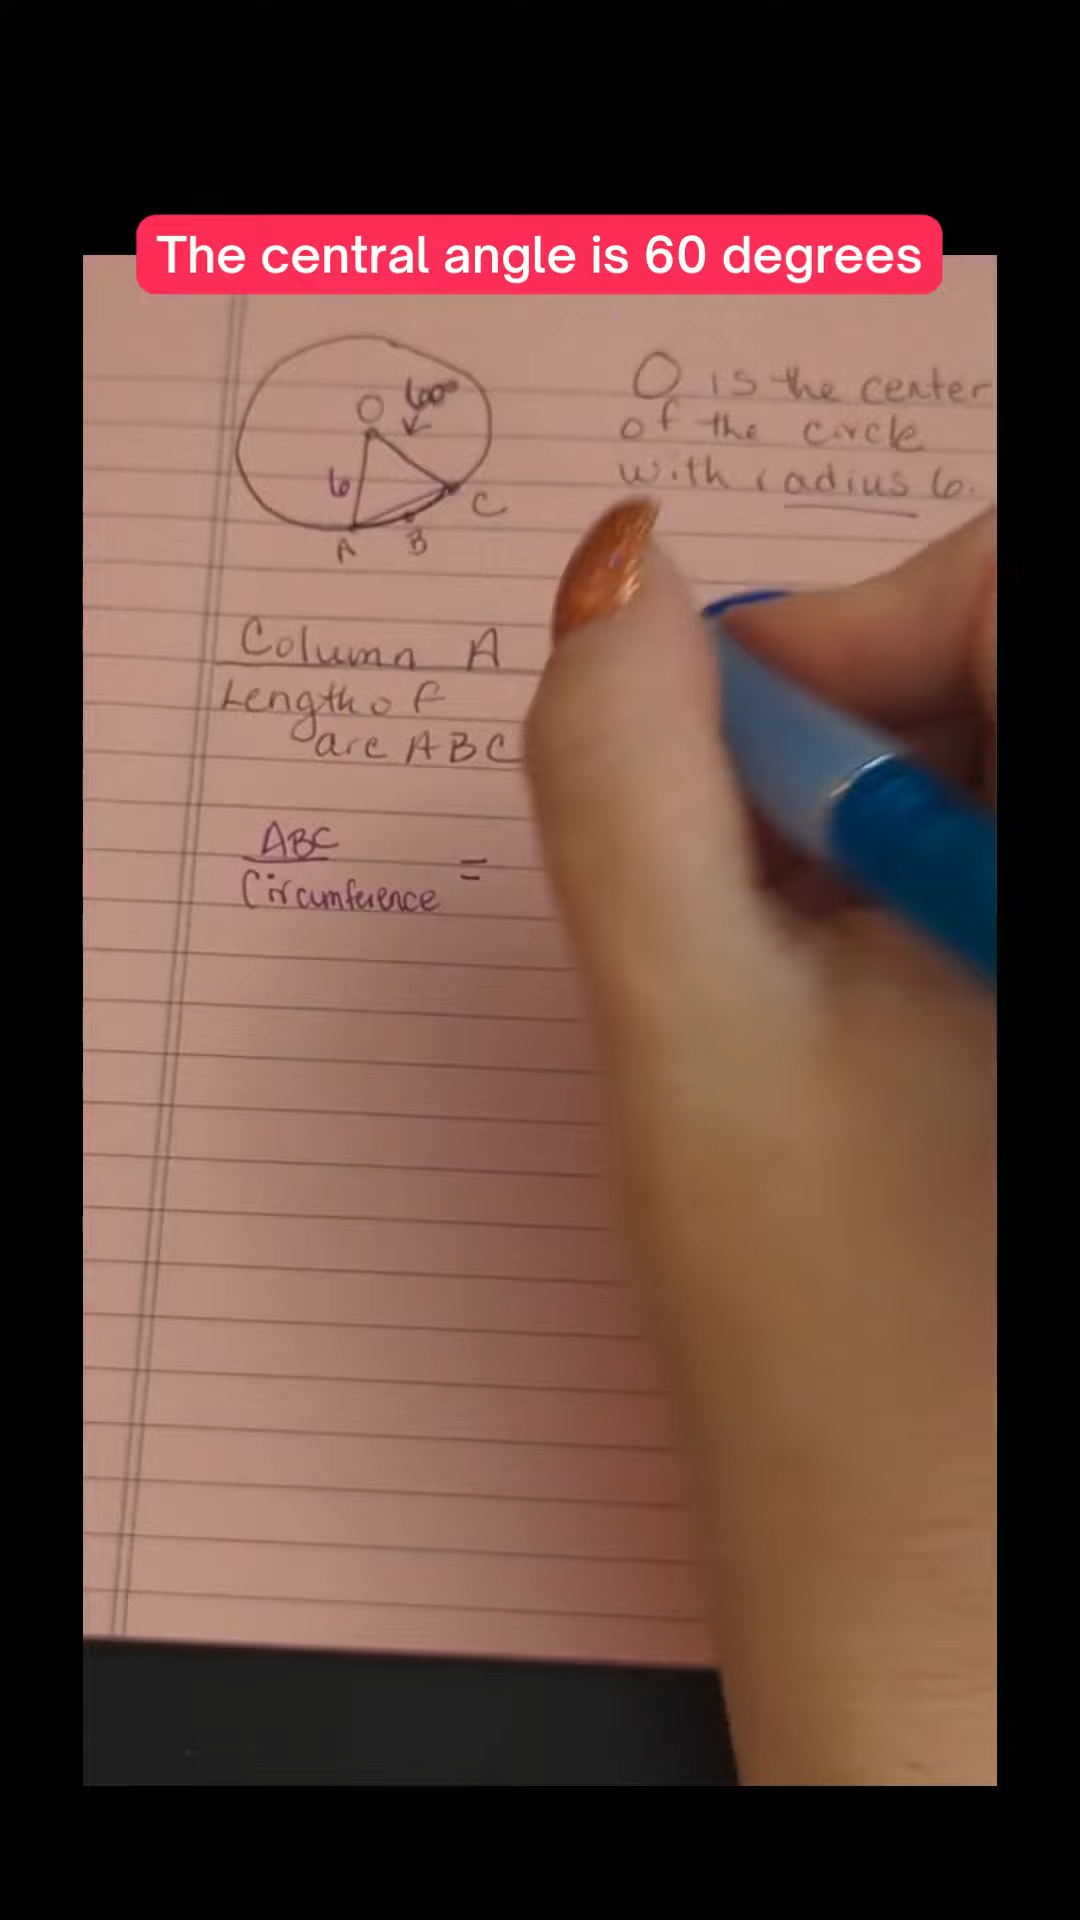 The central angle is 60 degrees
O is the center
of the circle
with radius 6.
O
60°
6
C
A
B
Column A
Length of
arc ABC
ABC
Circumference
=